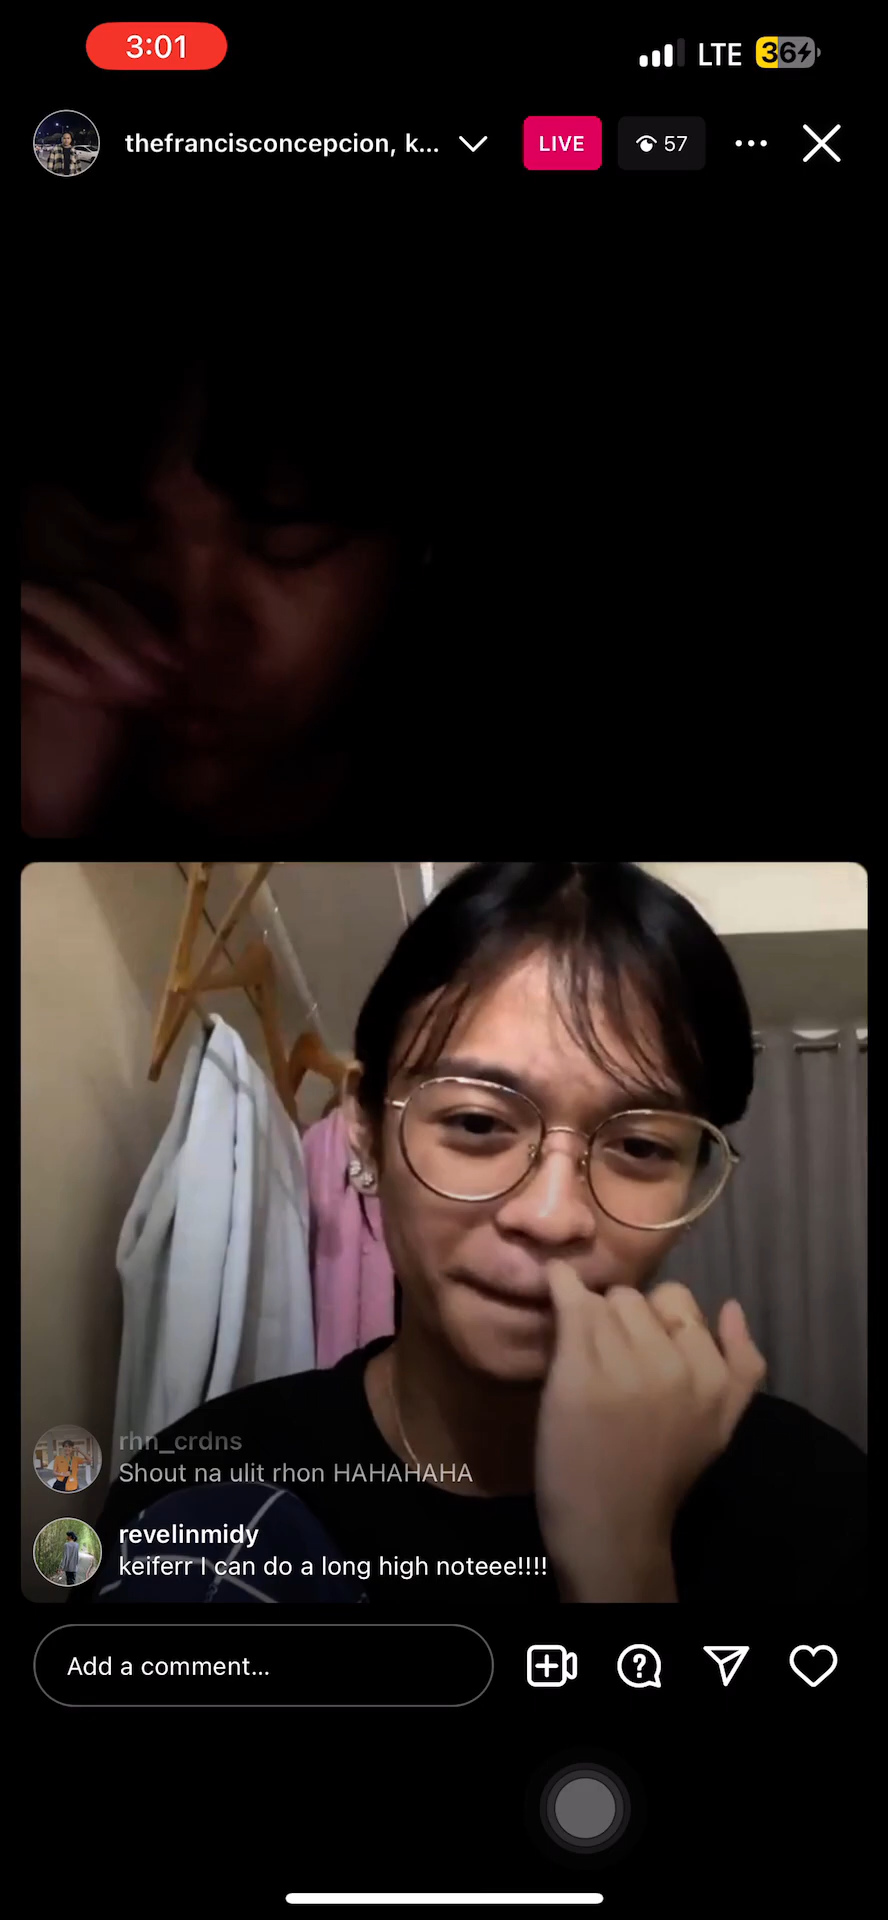 3:01
LTE
36
thefrancisconcepcion, k...
LIVE
57
rhn_crdns
Shout na ulit rhon HAHAHAHA
revelinmidy
keiferr I can do a long high noteee!!!!
Add a comment...